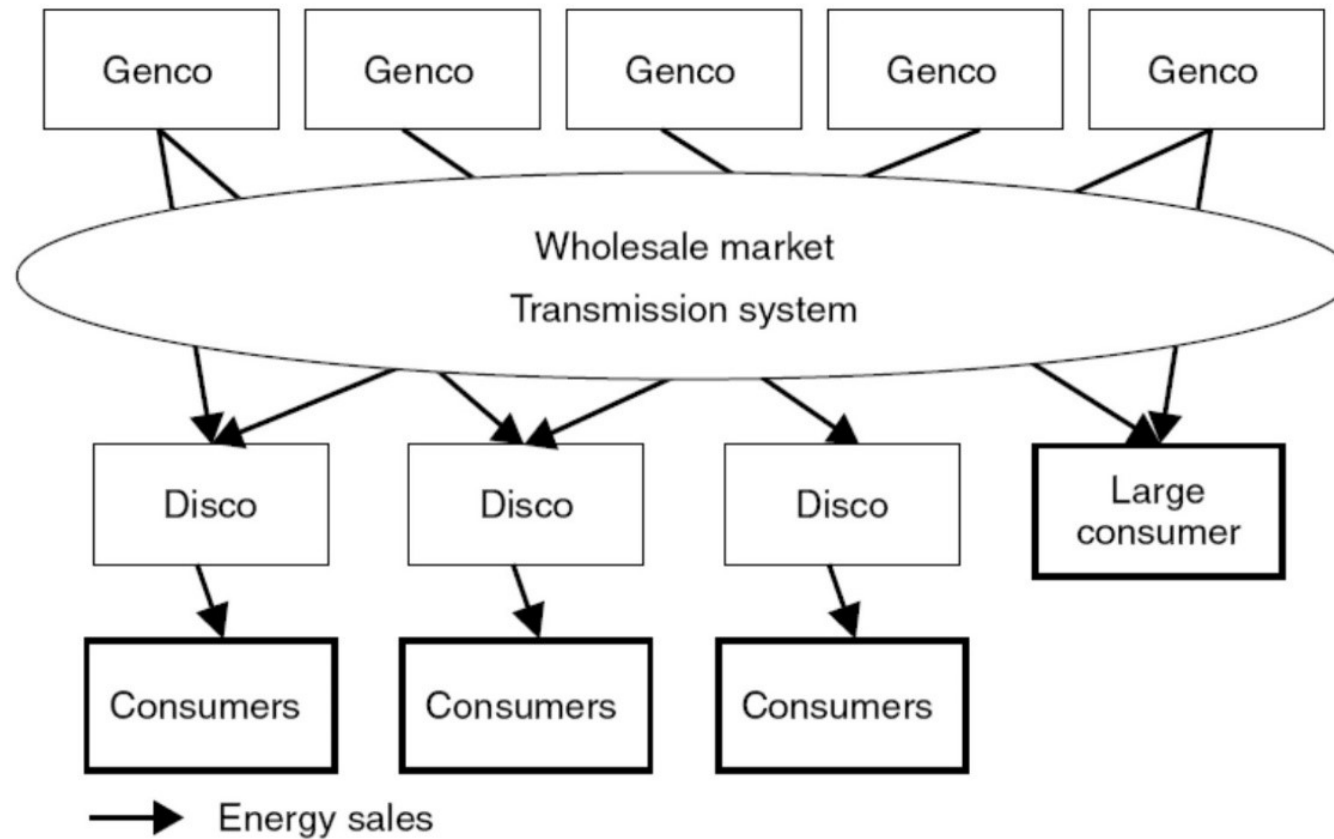 Genco
Genco
Genco
Genco
Genco
Wholesale market
Transmission system
Disco
Disco
Disco
Large
consumer
Consumers
Consumers
Consumers
Energy sales